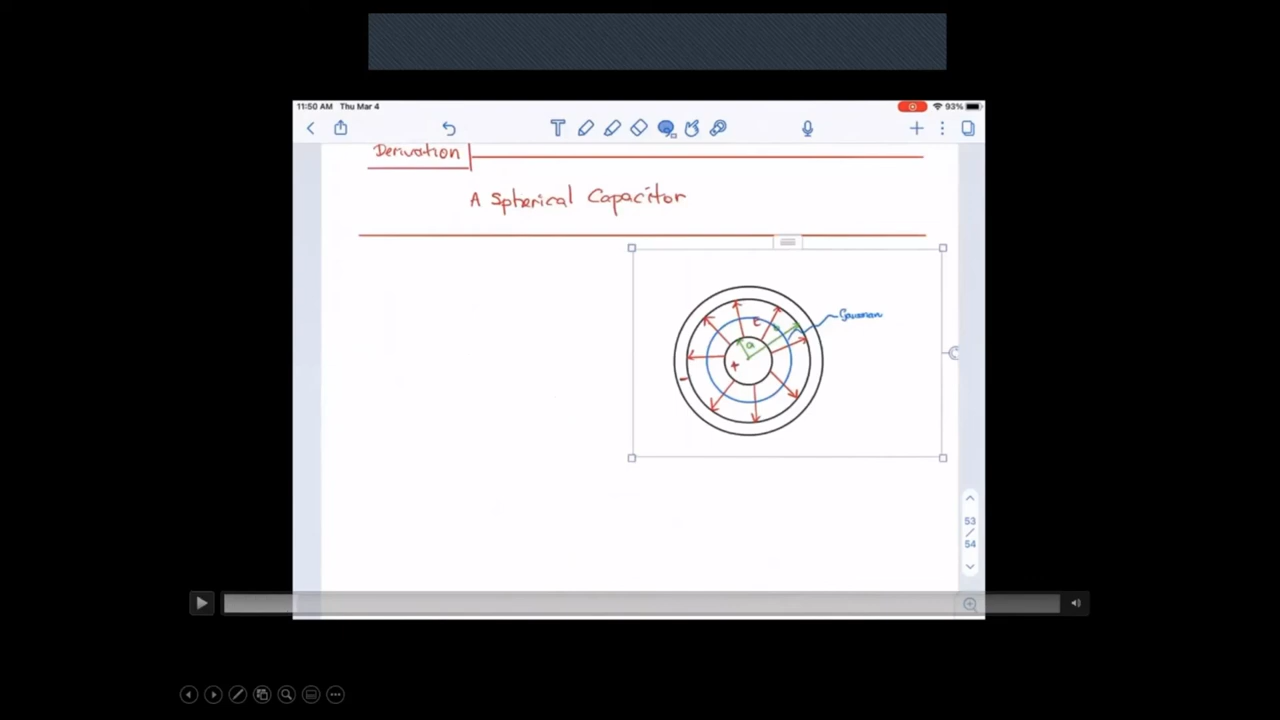 11:50 AM Thu Mar 4
93%
T
Derivation
A Spherical Capacitor
E
b
a
+
Gaussian
-
53
/
54